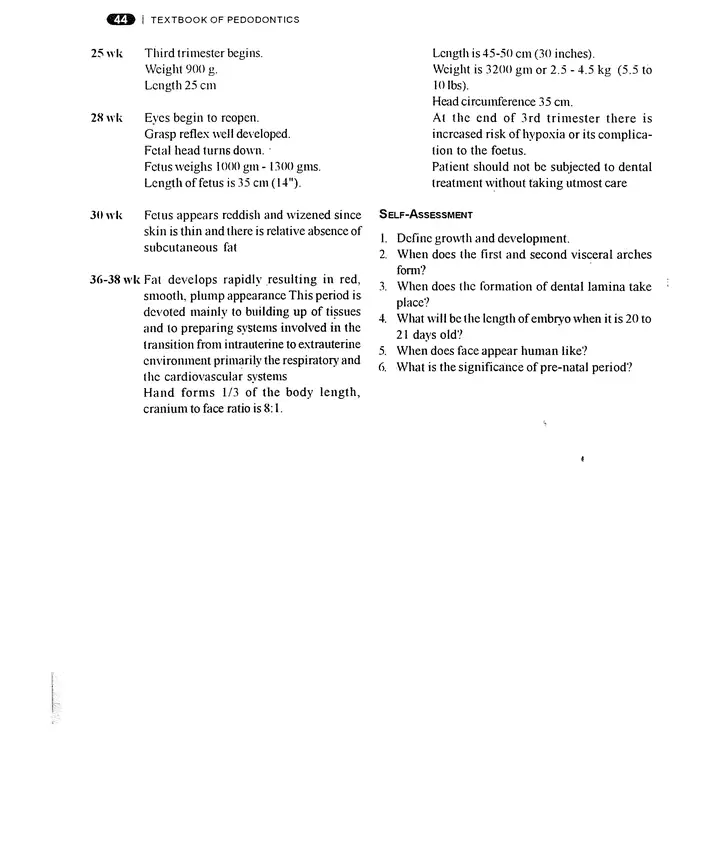 44 | TEXTBOOK OF PEDODONTICS
25 wk Third trimester begins.
Weight 900 g.
Length 25 cm
28 wk Eyes begin to reopen.
Grasp reflex well developed.
Fetal head turns down.
Fetus weighs 1000 gm - 1300 gms.
Length of fetus is 35 cm (14").
30 wk Fetus appears reddish and wizened since
skin is thin and there is relative absence of
subcutaneous fat
36-38 wk Fat develops rapidly resulting in red,
smooth, plump appearance This period is
devoted mainly to building up of tissues
and to preparing systems involved in the
transition from intrauterine to extrauterine
environment primarily the respiratory and
the cardiovascular systems
Hand forms 1/3 of the body length,
cranium to face ratio is 8:1.
Length is 45-50 cm (30 inches).
Weight is 3200 gm or 2.5 - 4.5 kg (5.5 to
10 lbs).
Head circumference 35 cm.
At the end of 3rd trimester there is
increased risk of hypoxia or its complica-
tion to the foetus.
Patient should not be subjected to dental
treatment without taking utmost care
SELF-ASSESSMENT
1. Define growth and development.
2. When does the first and second visceral arches
form?
3. When does the formation of dental lamina take
place?
4. What will be the length of embryo when it is 20 to
21 days old?
5. When does face appear human like?
6. What is the significance of pre-natal period?